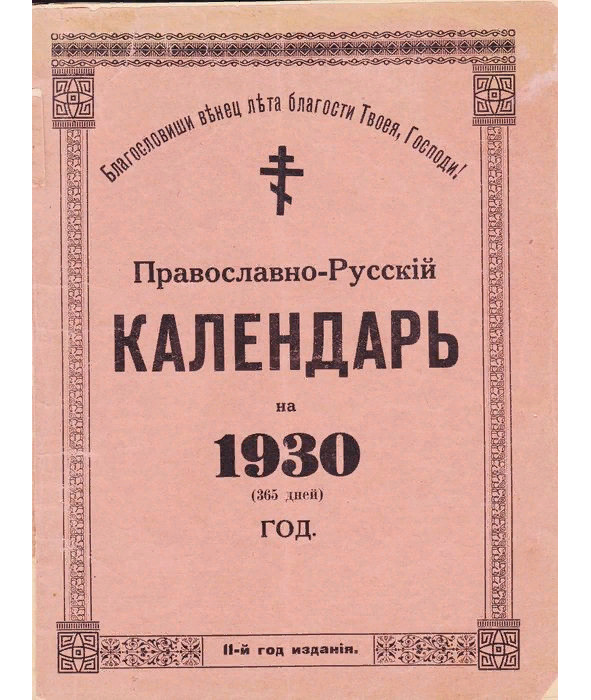 Благословиши вѣнец лѣта благости Твоея, Господи!
Православно-Русскій
КАЛЕНДАРЬ
на
1930
(365 дней)
ГОД.
II-й год изданія.